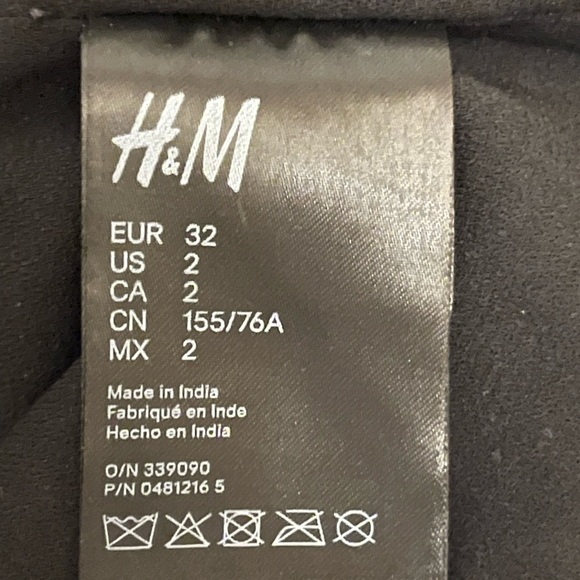 H&M
EUR 32
US 2
CA 2
CN 155/76A
MX 2
Made in India
Fabriqué en Inde
Hecho en India
O/N 339090
P/N 0481216 5